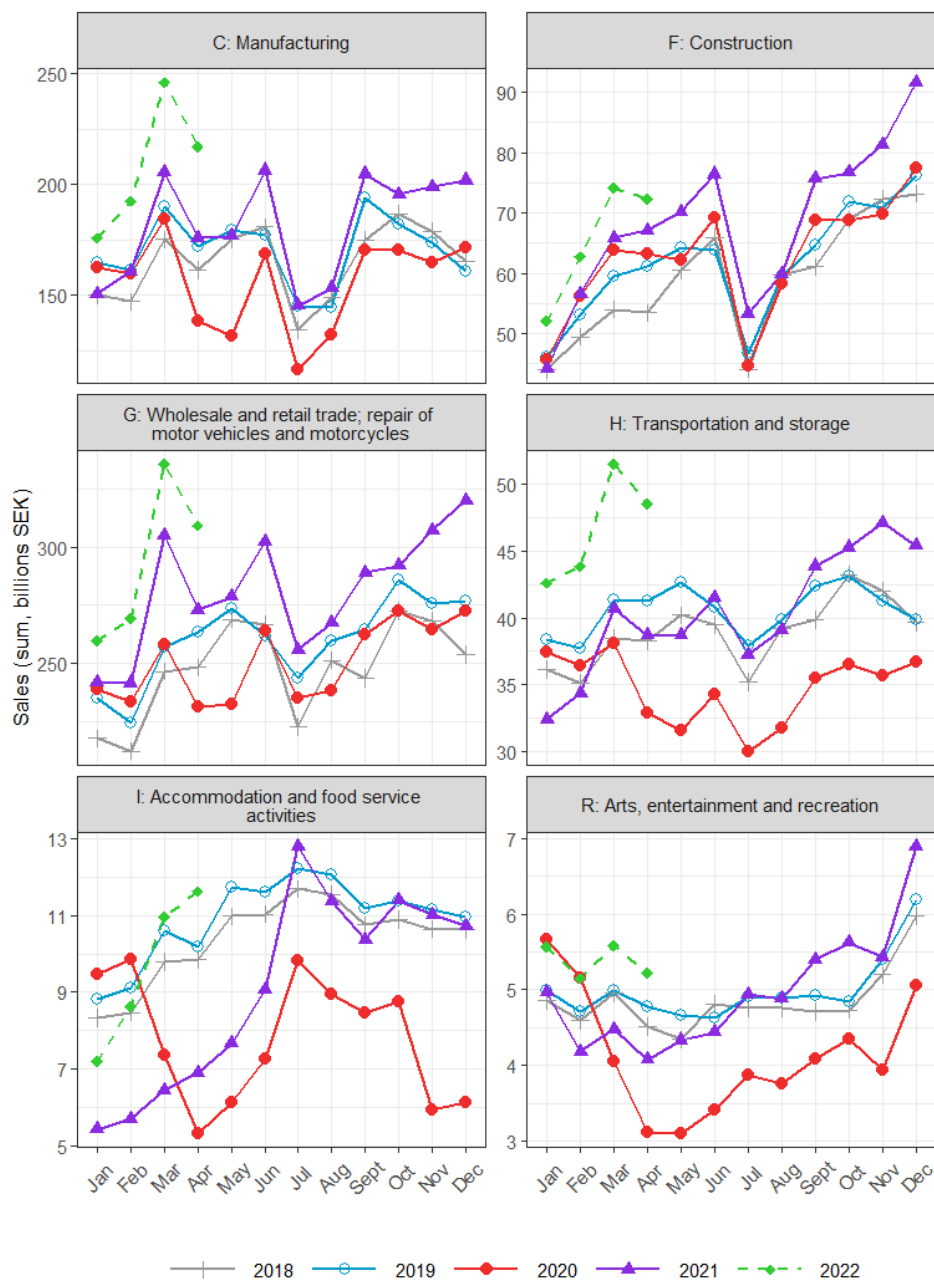 C: Manufacturing
F: Construction
250
200
150
90
80
70
60
50
G: Wholesale and retail trade; repair of
motor vehicles and motorcycles
H: Transportation and storage
Sales (sum, billions SEK)
300
250
50
45
40
35
30
I: Accommodation and food service
activities
R: Arts, entertainment and recreation
13
11
9
7
5
7
6
5
4
3
Jan Feb Mar Apr May Jun Jul Aug Sept Oct Nov Dec
Jan Feb Mar Apr May Jun Jul Aug Sept Oct Nov Dec
2018 2019 2020 2021 2022